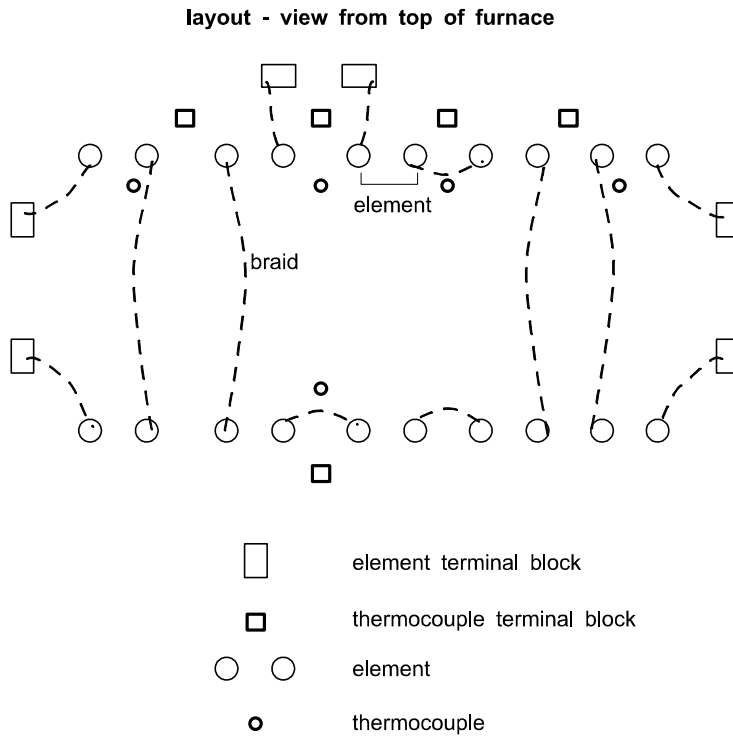 layout - view from top of furnace
element
braid
element terminal block
thermocouple terminal block
element
thermocouple